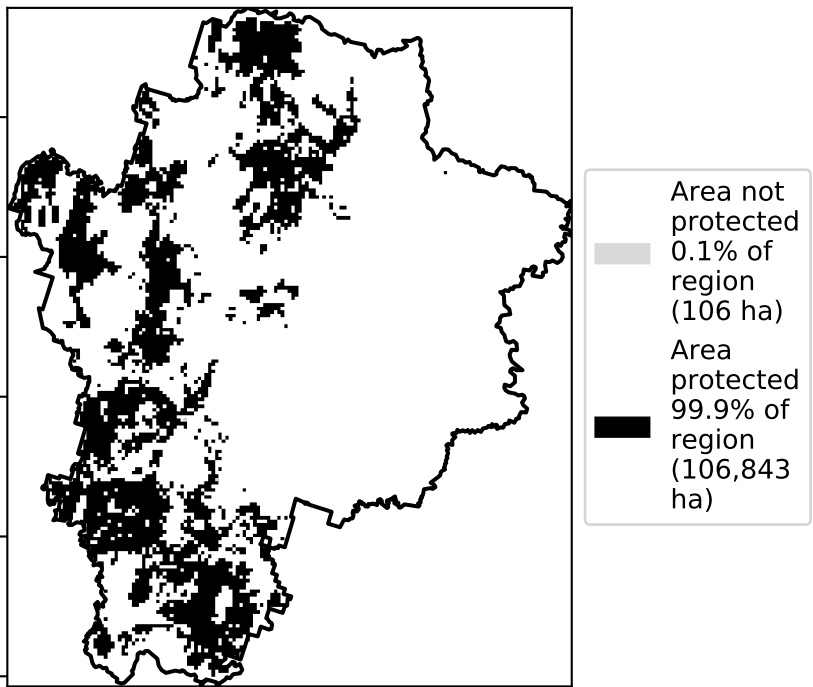 Area not
protected
0.1% of
region
(106 ha)
Area
protected
99.9% of
region
(106,843
ha)